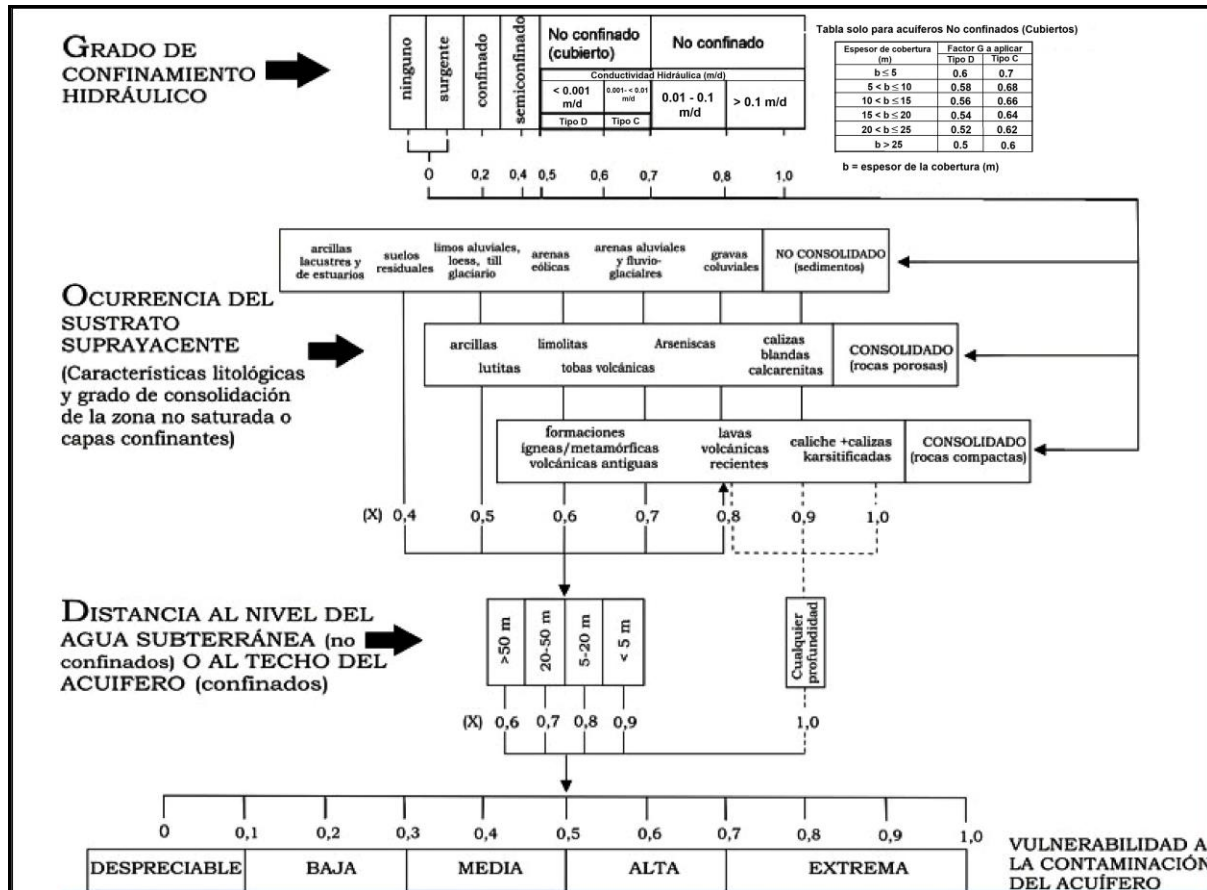 GRADO DE
CONFINAMIENTO
HIDRÁULICO
ninguno
surgente
confinado
semiconfinado
No confinado
(cubierto)
No confinado
Conductividad Hidráulica (m/d)
< 0.001
m/d
0.001- < 0.01
m/d
0.01 - 0.1
m/d
> 0.1 m/d
Tipo D
Tipo C
0 0,2 0,4 0,5 0,6 0,7 0,8 1,0
Tabla solo para acuíferos No confinados (Cubiertos)
Espesor de cobertura
(m)
Factor G a aplicar
Tipo D Tipo C
b ≤ 5 0.6 0.7
5 < b ≤ 10 0.58 0.68
10 < b ≤ 15 0.56 0.66
15 < b ≤ 20 0.54 0.64
20 < b ≤ 25 0.52 0.62
b > 25 0.5 0.6
b = espesor de la cobertura (m)
OCURRENCIA DEL
SUSTRATO
SUPRAYACENTE
(Características litológicas
y grado de consolidación
de la zona no saturada o
capas confinantes)
arcillas
lacustres y
de estuarios
suelos
residuales
limos aluviales,
loess, till
glaciario
arenas
eólicas
arenas aluviales
y fluvio-
glacialres
gravas
coluviales
NO CONSOLIDADO
(sedimentos)
arcillas
lutitas
limolitas
tobas volcánicas
Arseniscas
calizas
blandas
calcarenitas
CONSOLIDADO
(rocas porosas)
formaciones
ígneas/metamórficas
volcánicas antiguas
lavas
volcánicas
recientes
caliche +calizas
karsitificadas
CONSOLIDADO
(rocas compactas)
(X) 0,4 0,5 0,6 0,7 0,8 0,9 1,0
DISTANCIA AL NIVEL DEL
AGUA SUBTERRÁNEA (no
confinados) O AL TECHO DEL
ACUIFERO (confinados)
>50 m
20-50 m
5-20 m
< 5 m
Cualquier
profundidad
(X) 0,6 0,7 0,8 0,9 1,0
0 0,1 0,2 0,3 0,4 0,5 0,6 0,7 0,8 0,9 1,0
DESPRECIABLE BAJA MEDIA ALTA EXTREMA
VULNERABILIDAD A
LA CONTAMINACIÓN
DEL ACUÍFERO